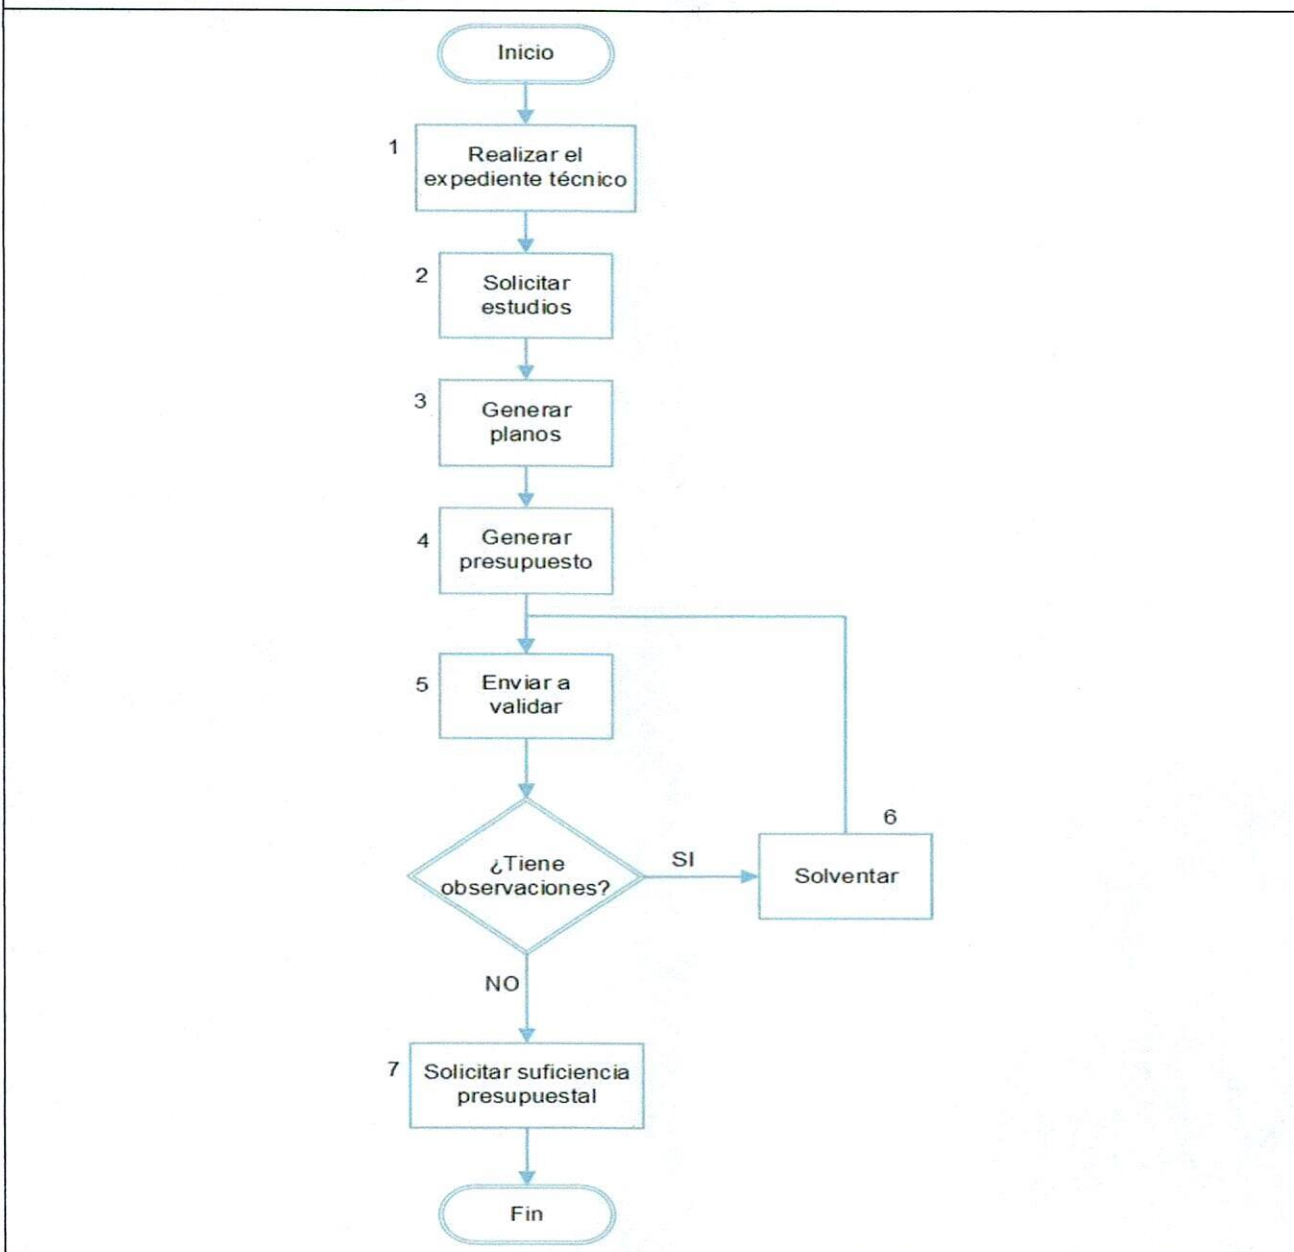 Inicio
1
Realizar el
expediente técnico
2
Solicitar
estudios
3
Generar
planos
4
Generar
presupuesto
5
Enviar a
validar
¿Tiene
observaciones?
SI
6
Solventar
NO
7
Solicitar suficiencia
presupuestal
Fin